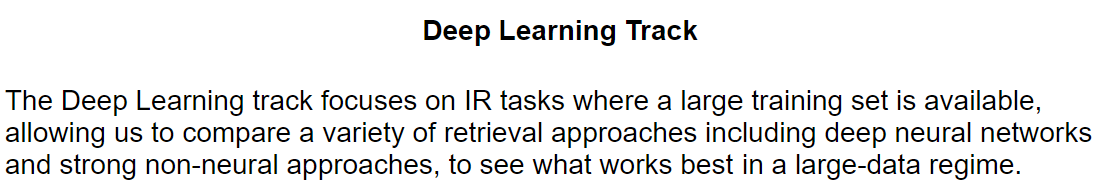 Deep Learning Track
The Deep Learning track focuses on IR tasks where a large training set is available,
allowing us to compare a variety of retrieval approaches including deep neural networks
and strong non-neural approaches, to see what works best in a large-data regime.